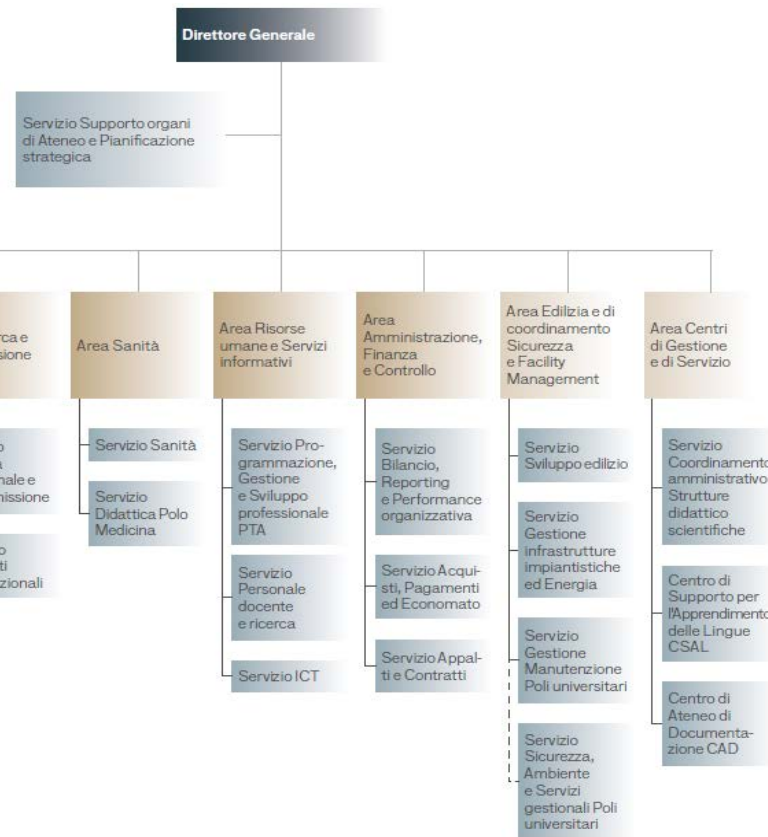 Direttore Generale
Servizio Supporto organi
di Ateneo e Pianificazione
strategica
Area Sanità
Servizio Sanità
Servizio
Didattica Polo
Medicina
Area Risorse
umane e Servizi
informativi
Servizio Pro-
grammazione,
Gestione
e Sviluppo
professionale
PTA
Servizio
Personale
docente
e ricerca
Servizio ICT
Area
Amministrazione,
Finanza
e Controllo
Servizio
Bilancio,
Reporting
e Performance
organizzativa
Servizio Acqui-
sti, Pagamenti
ed Economato
Servizio Appal-
ti e Contratti
Area Edilizia e di
coordinamento
Sicurezza
e Facility
Management
Servizio
Sviluppo edilizio
Servizio
Gestione
infrastrutture
impiantistiche
ed Energia
Servizio
Gestione
Manutenzione
Poli universitari
Servizio
Sicurezza,
Ambiente
e Servizi
gestionali Poli
universitari
Area Centri
di Gestione
e di Servizio
Servizio
Coordinamento
amministrativo
Strutture
didattico
scientifiche
Centro di
Supporto per
l'Apprendimento
delle Lingue
CSAL
Centro di
Ateneo di
Documenta-
zione CAD